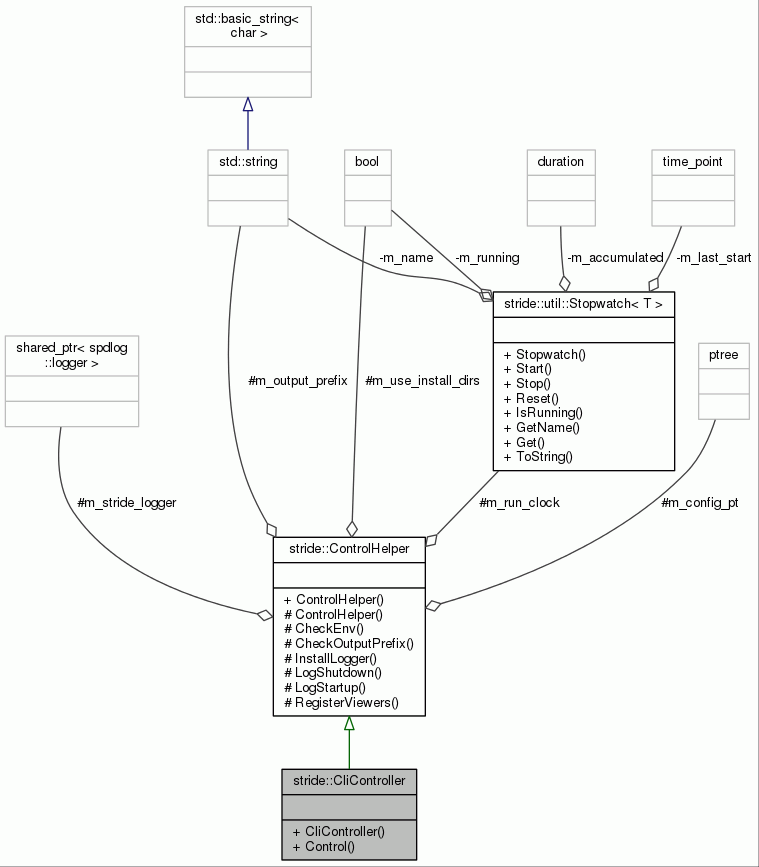 std::basic_string<
char >
std::string
bool
duration
time_point
-m_name
-m_running
-m_accumulated
-m_last_start
stride::util::Stopwatch< T >
+ Stopwatch()
+ Start()
+ Stop()
+ Reset()
+ IsRunning()
+ GetName()
+ Get()
+ ToString()
shared_ptr< spdlog
::logger >
ptree
#m_output_prefix
#m_use_install_dirs
#m_stride_logger
#m_run_clock
#m_config_pt
stride::ControlHelper
+ ControlHelper()
# ControlHelper()
# CheckEnv()
# CheckOutputPrefix()
# InstallLogger()
# LogShutdown()
# LogStartup()
# RegisterViewers()
stride::CliController
+ CliController()
+ Control()